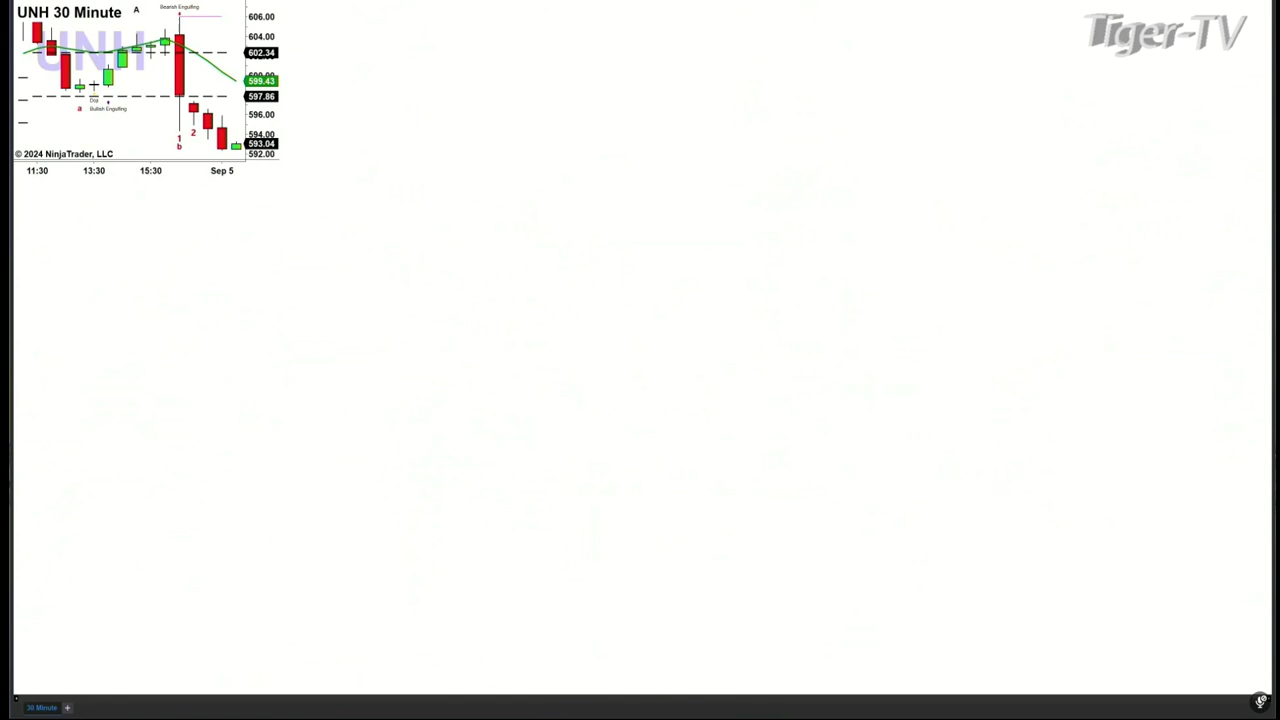 UNH 30 Minute
A
Bearish Engulfing
Tiger-TV
606.00
604.00
UNH
602.34
599.43
597.86
Doji
a
Bullish Engulfing
596.00
1
2
594.00
b
593.04
© 2024 NinjaTrader, LLC
592.00
11:30 13:30 15:30 Sep 5
30 Minute +